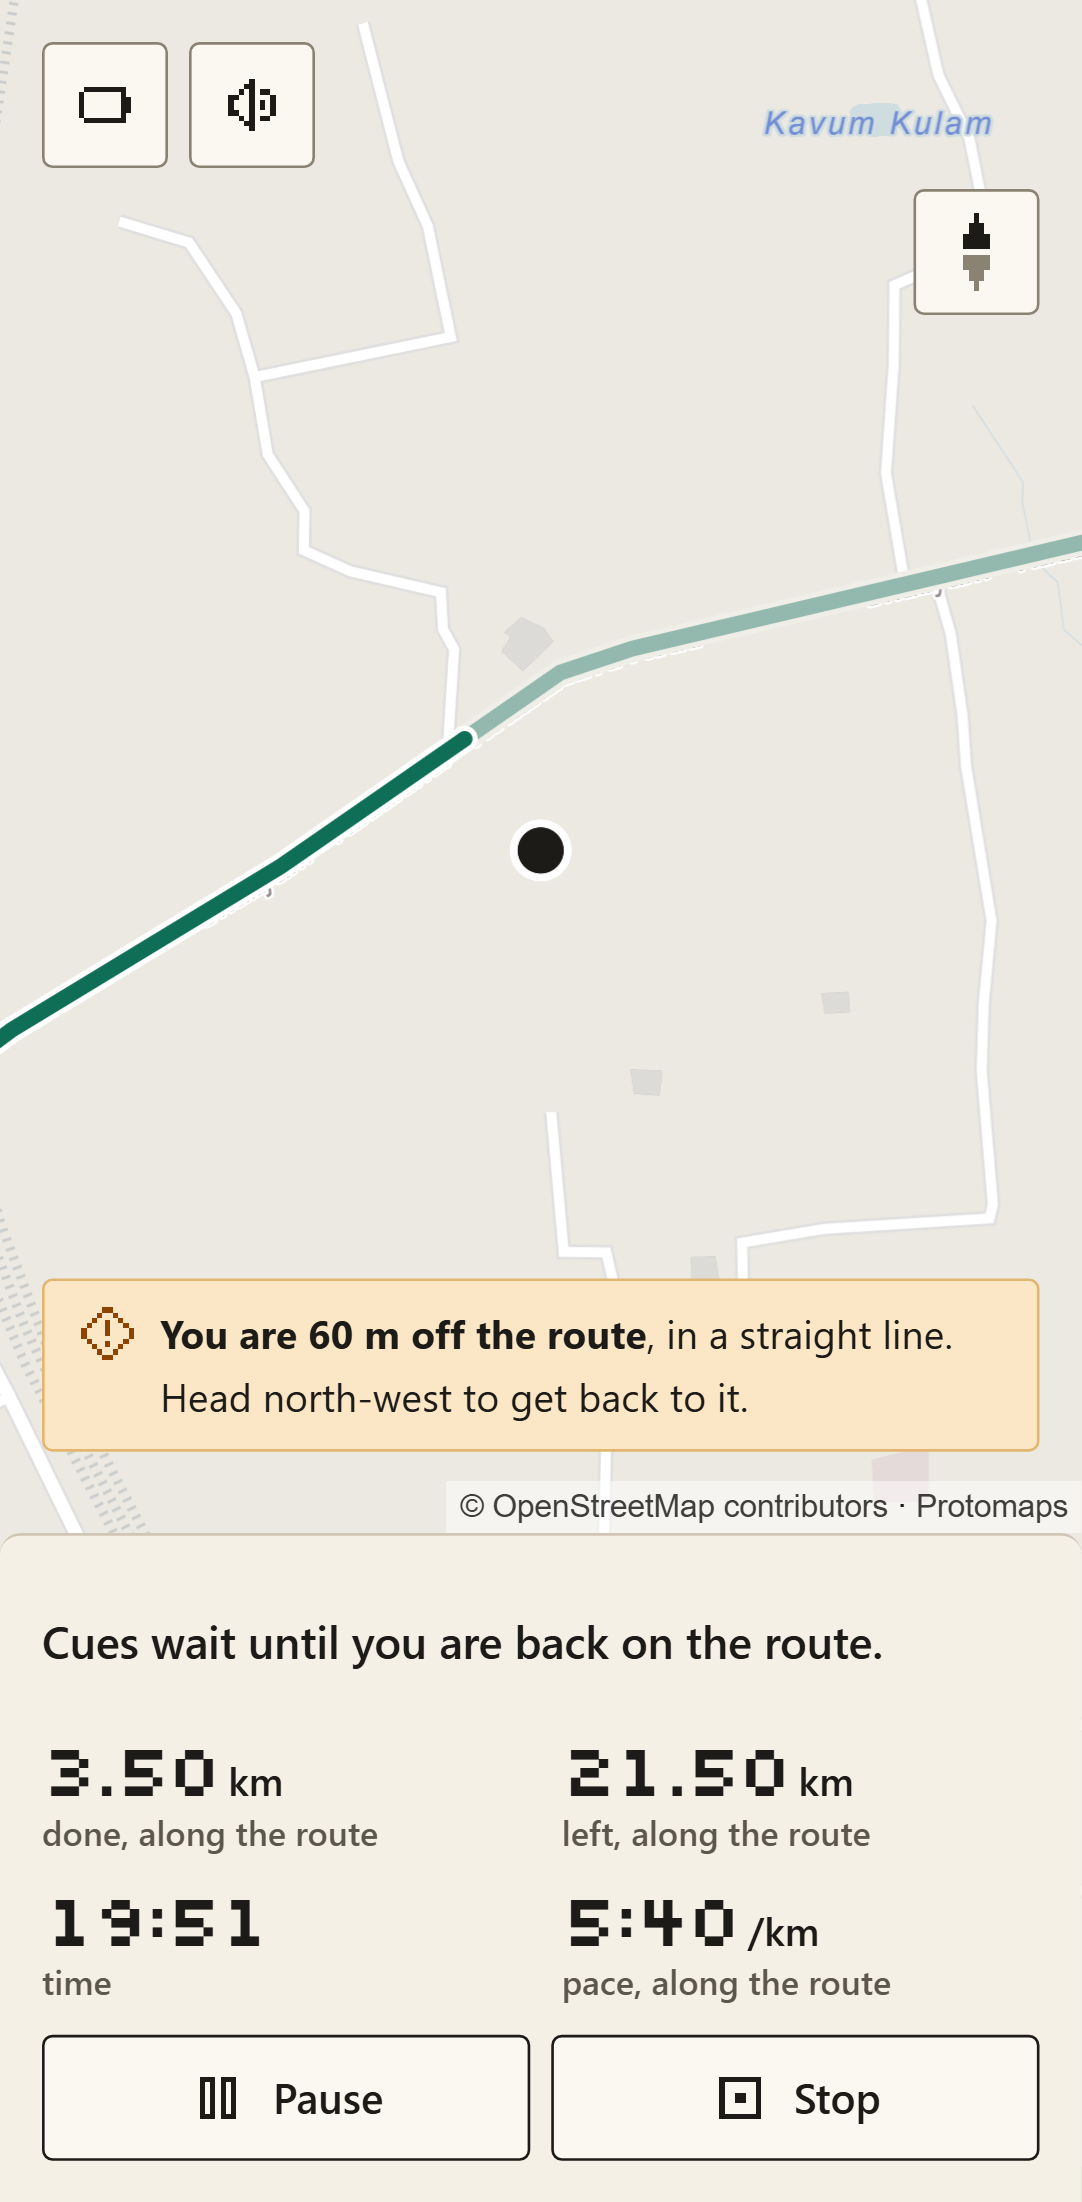 Kavum Kulam
You are 60 m off the route, in a straight line.
Head north-west to get back to it.
© OpenStreetMap contributors · Protomaps
Cues wait until you are back on the route.
3.50 km
done, along the route
21.50 km
left, along the route
19:51
time
5:40 /km
pace, along the route
Pause
Stop